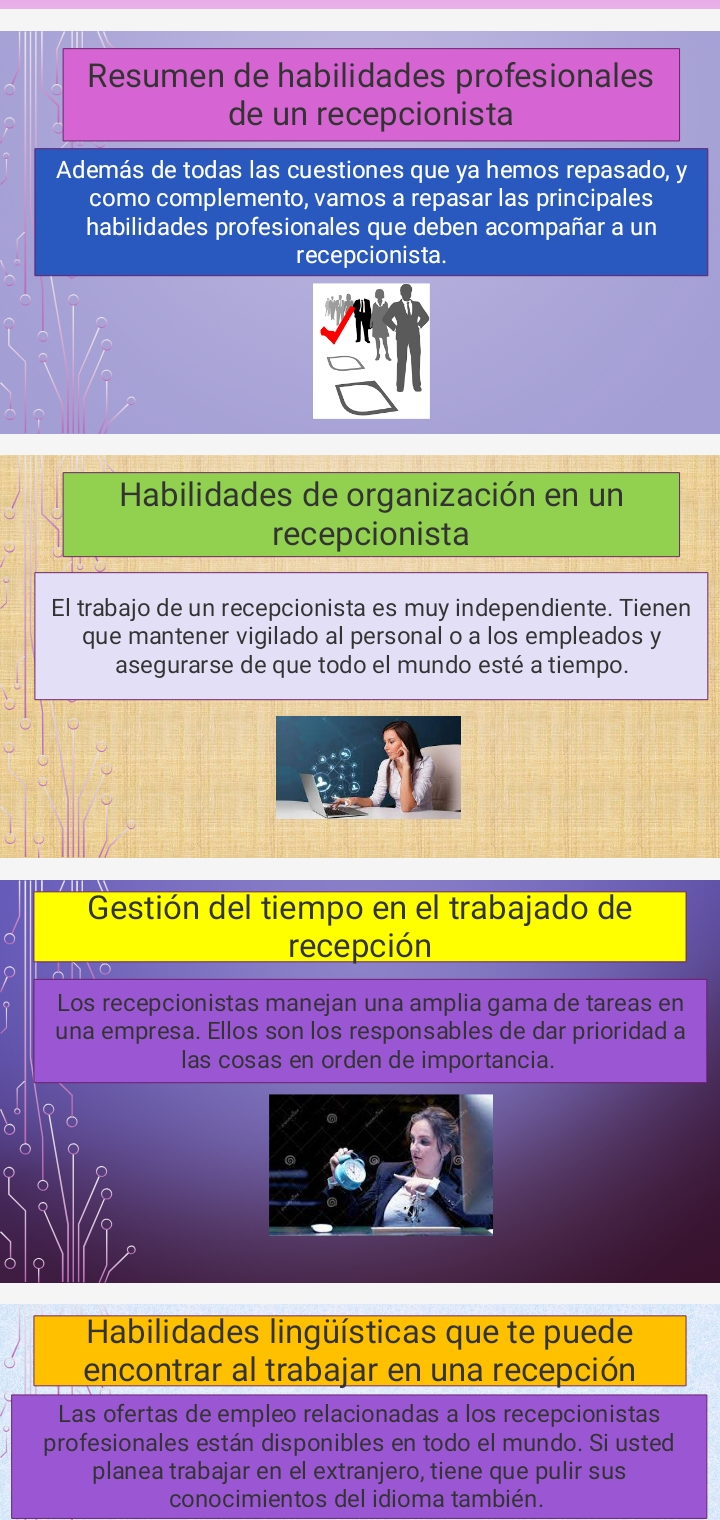 Resumen de habilidades profesionales
de un recepcionista
Además de todas las cuestiones que ya hemos repasado, y
como complemento, vamos a repasar las principales
habilidades profesionales que deben acompañar a un
recepcionista.
Habilidades de organización en un
recepcionista
El trabajo de un recepcionista es muy independiente. Tienen
que mantener vigilado al personal o a los empleados y
asegurarse de que todo el mundo esté a tiempo.
Gestión del tiempo en el trabajado de
recepción
Los recepcionistas manejan una amplia gama de tareas en
una empresa. Ellos son los responsables de dar prioridad a
las cosas en orden de importancia.
Habilidades lingüísticas que te puede
encontrar al trabajar en una recepción
Las ofertas de empleo relacionadas a los recepcionistas
profesionales están disponibles en todo el mundo. Si usted
planea trabajar en el extranjero, tiene que pulir sus
conocimientos del idioma también.